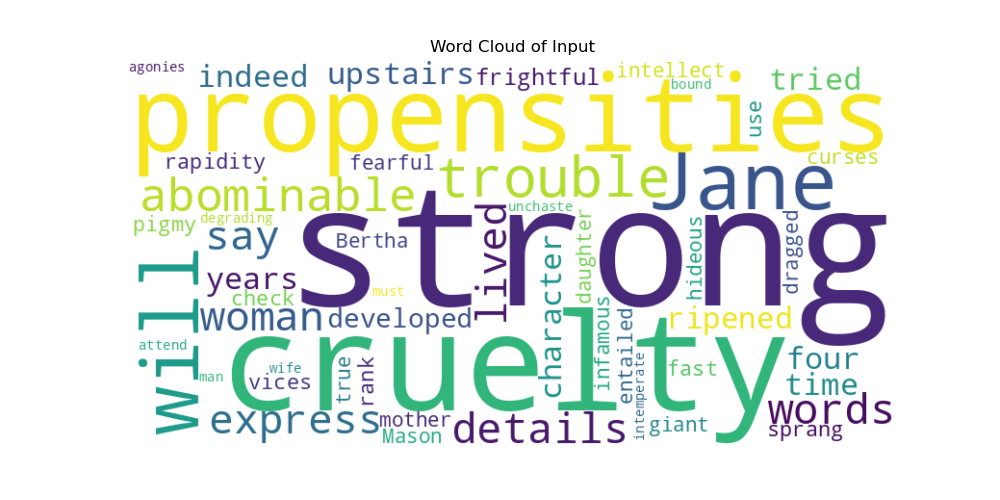 Word Cloud of Input
agonies
indeed
upstairs
frightful
intellect
tried
propensities
bound
use
rapidity
fearful
trouble
Jane
curses
abominable
pigmy
degrading
strong
lived
unchaste
say
Bertha
character
daughter
hideous
dragged
will
years
check
must
woman
developed
infamous
entailed
ripened
attend
cruelty
man
wife
vices
true
rank
fast
four
time
express
mother
Mason
details
intemperate
giant
words
sprang